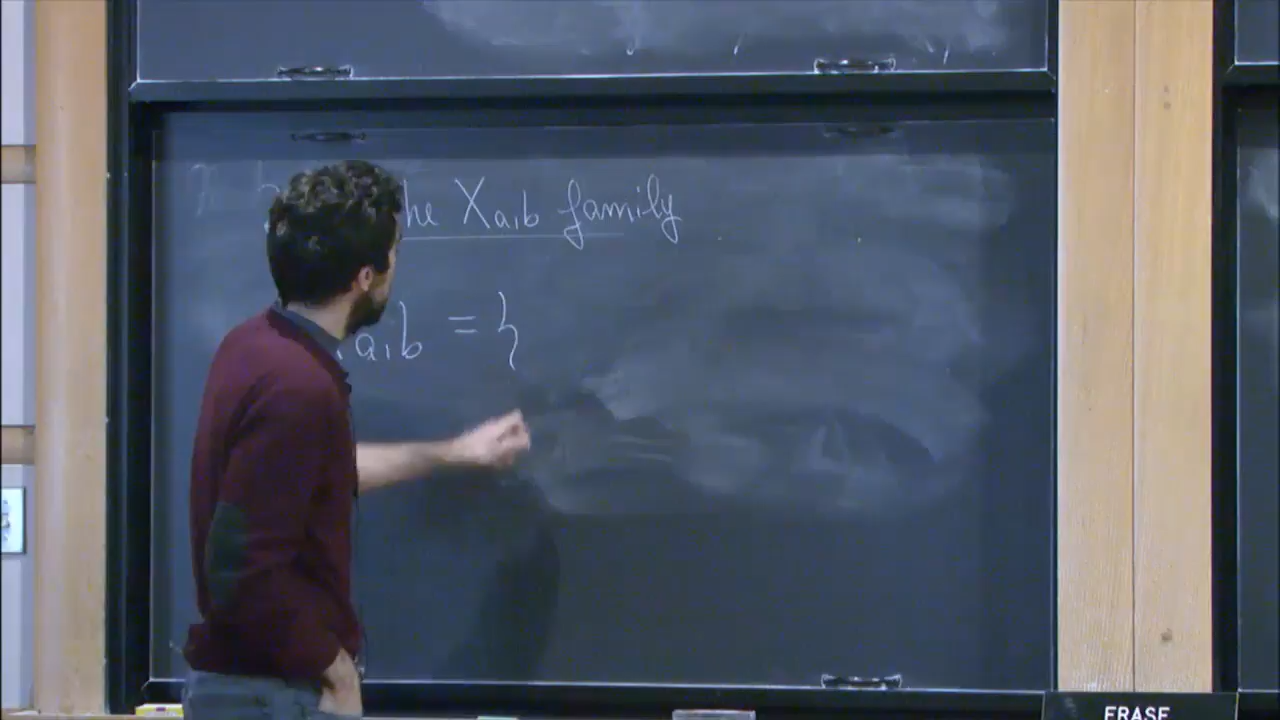 he Xa,b family
a,b = {
ERASE